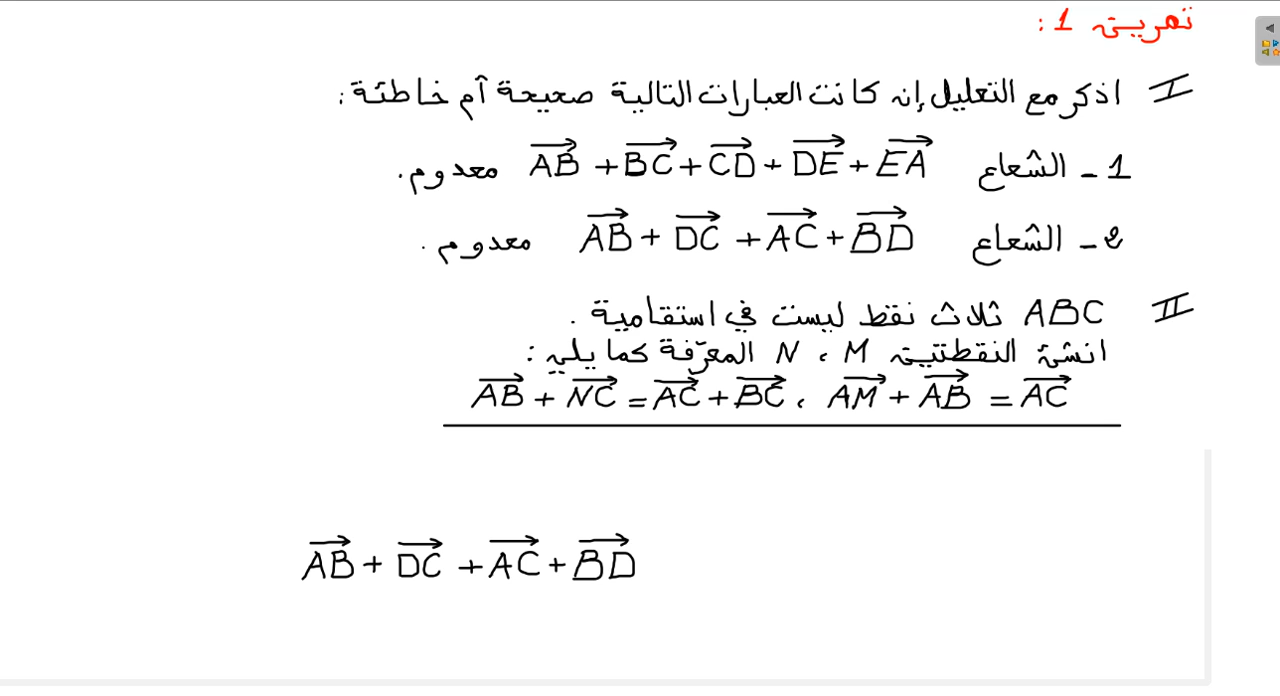 تمرين 1 :
I اذكر مع التعليل إن كانت العبارات التالية صحيحة أم خاطئة :
1 - الشعاع AB→ + BC→ + CD→ + DE→ + EA→ معدوم .
2 - الشعاع AB→ + DC→ + AC→ + BD→ معدوم .
II ABC ثلاث نقط ليست في استقامية .
انشئ النقطتين M ، N المعرّفة كما يلي :
AM→ + AB→ = AC→ ، AB→ + NC→ = AC→ + BC→
AB→ + DC→ + AC→ + BD→